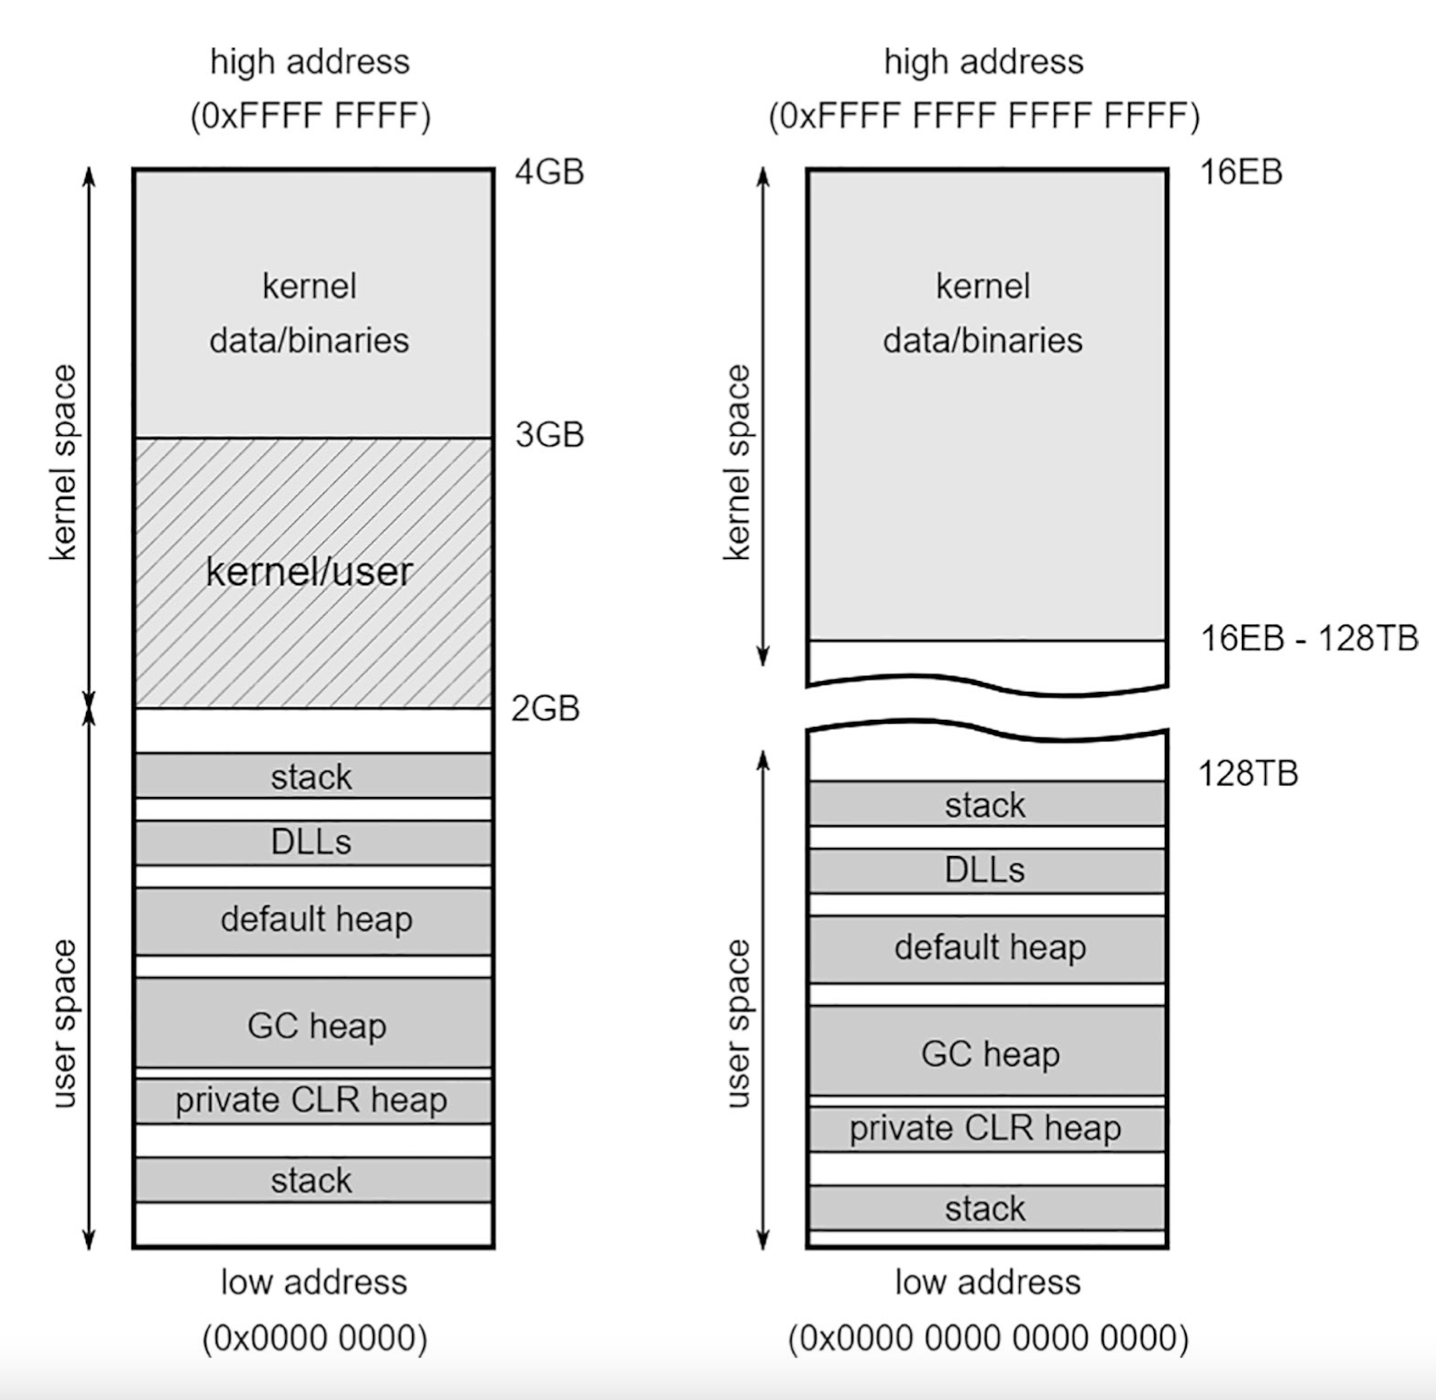 high address
(0xFFFF FFFF)
4GB
kernel
data/binaries
3GB
kernel space
kernel/user
2GB
stack
DLLs
default heap
user space
GC heap
private CLR heap
stack
low address
(0x0000 0000)
high address
(0xFFFF FFFF FFFF FFFF)
16EB
kernel
data/binaries
kernel space
16EB - 128TB
128TB
stack
DLLs
default heap
user space
GC heap
private CLR heap
stack
low address
(0x0000 0000 0000 0000)